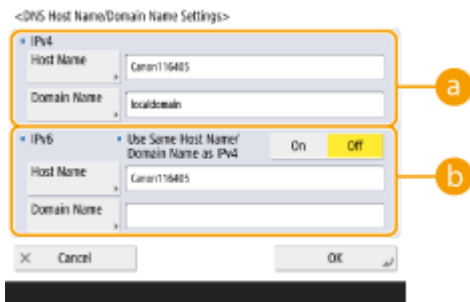 <DNS Host Name/Domain Name Settings>
IPv4
Host Name
Canon116405
Domain Name
localdomain
a
IPv6
Use Same Host Name/
Domain Name as IPv4
On
Off
Host Name
Canon116405
b
Domain Name
× Cancel
OK